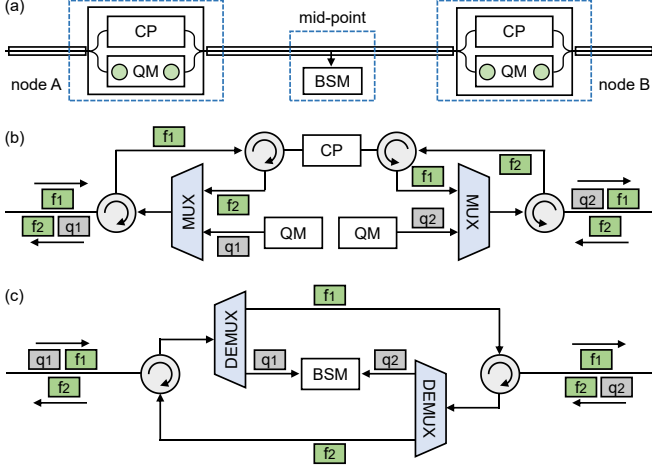 (a)
CP
QM
node A
mid-point
BSM
CP
QM
node B
(b)
f1
CP
f2
f1
f2 q1
MUX
f2
q1
QM
QM
f1
q2
MUX
q2 f1
f2
(c)
f1
q1 f1
f2
DEMUX
q1
BSM
q2
DEMUX
f1
f2 q2
f2